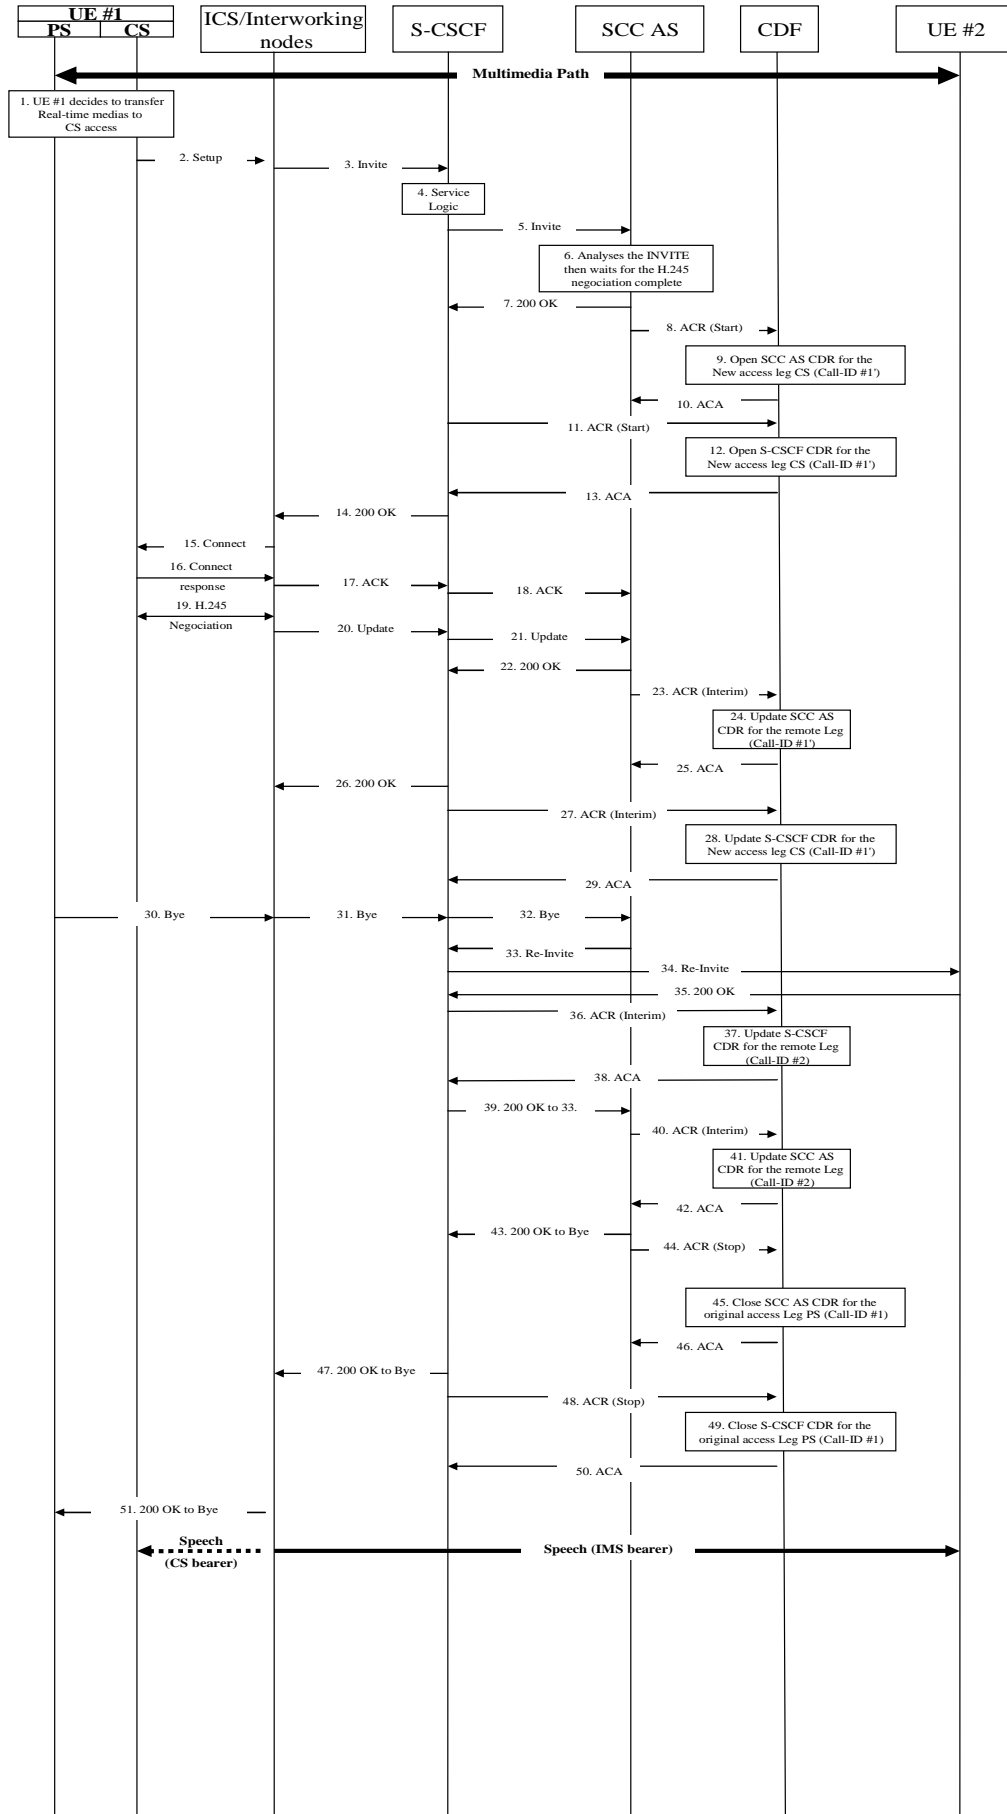 UE #1
PS CS
ICS/Interworking
nodes
S-CSCF
SCC AS
CDF
UE #2
Multimedia Path
1. UE #1 decides to transfer
Real-time medias to
CS access
2. Setup
3. Invite
4. Service
Logic
5. Invite
6. Analyses the INVITE
then waits for the H.245
negociation complete
7. 200 OK
8. ACR (Start)
9. Open SCC AS CDR for the
New access leg CS (Call-ID #1')
10. ACA
11. ACR (Start)
12. Open S-CSCF CDR for the
New access leg CS (Call-ID #1')
13. ACA
14. 200 OK
15. Connect
16. Connect
response
17. ACK
18. ACK
19. H.245
Negociation
20. Update
21. Update
22. 200 OK
23. ACR (Interim)
24. Update SCC AS
CDR for the remote Leg
(Call-ID #1')
25. ACA
26. 200 OK
27. ACR (Interim)
28. Update S-CSCF CDR for the
New access leg CS (Call-ID #1')
29. ACA
30. Bye
31. Bye
32. Bye
33. Re-Invite
34. Re-Invite
35. 200 OK
36. ACR (Interim)
37. Update S-CSCF
CDR for the remote Leg
(Call-ID #2)
38. ACA
39. 200 OK to 33.
40. ACR (Interim)
41. Update SCC AS
CDR for the remote Leg
(Call-ID #2)
42. ACA
43. 200 OK to Bye
44. ACR (Stop)
45. Close SCC AS CDR for the
original access Leg PS (Call-ID #1)
46. ACA
47. 200 OK to Bye
48. ACR (Stop)
49. Close S-CSCF CDR for the
original access Leg PS (Call-ID #1)
50. ACA
51. 200 OK to Bye
Speech
(CS bearer)
Speech (IMS bearer)